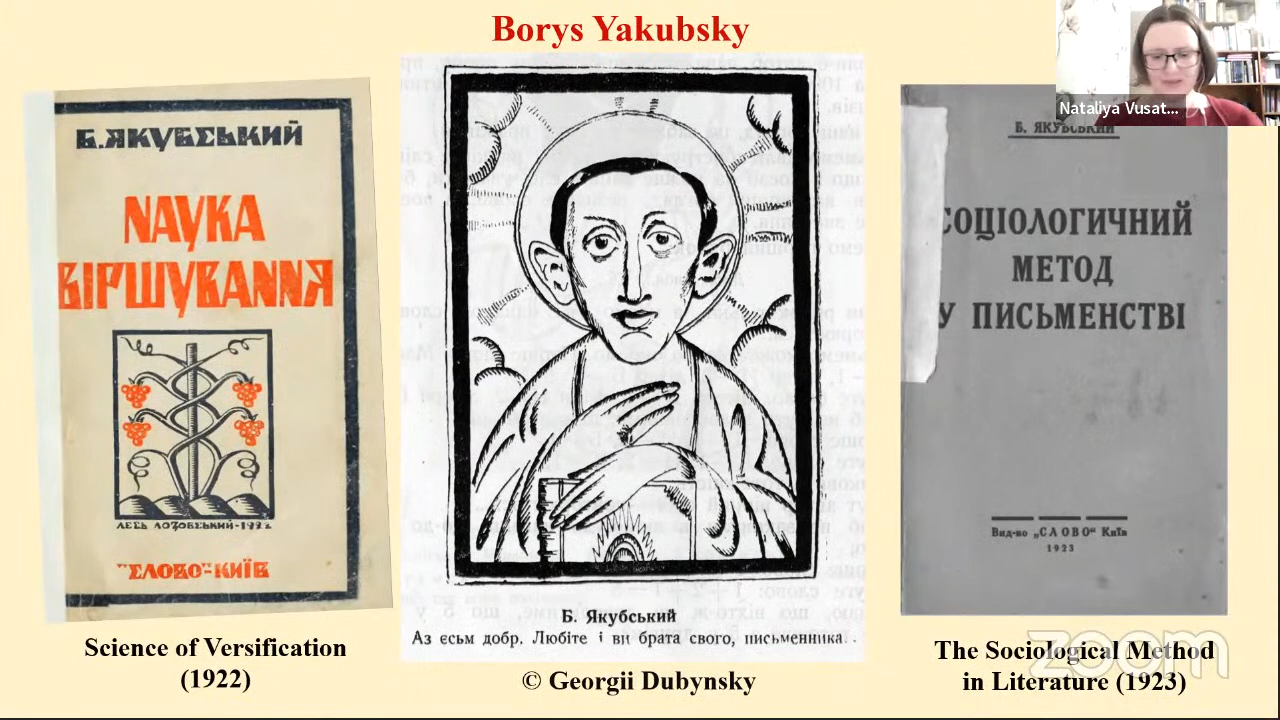 Borys Yakubsky
Nataliya Vusat...
Б. ЯКУБСЬКИЙ
НАУКА
ВІРШУВАННЯ
ЛЕСЬ ЛОЗОВСЬКИЙ-1922
"СЛОВО"-КИЇВ
Science of Versification
(1922)
Б. Якубський
Аз єсьм добр. Любіте і ви брата свого, письменника..
© Georgii Dubynsky
Б. ЯКУБСЬКИЙ
СОЦІОЛОГИЧНИЙ
МЕТОД
У ПИСЬМЕНСТВІ
Вид-во „СЛОВО" Київ
1923
The Sociological Method
in Literature (1923)
zoom